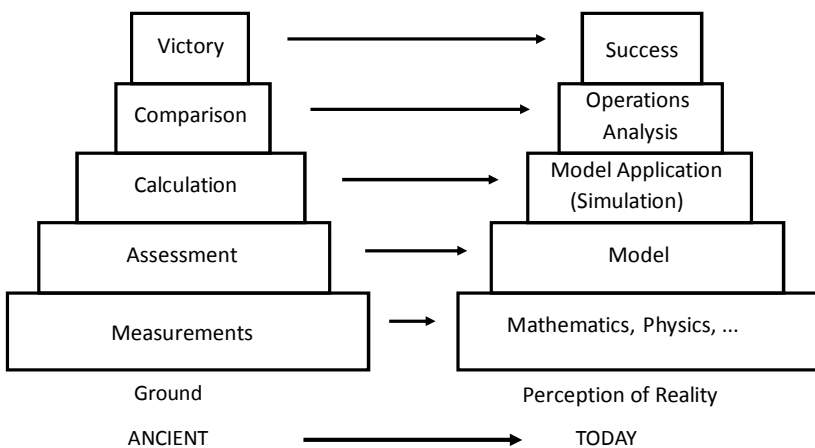 Victory
Success
Comparison
Operations
Analysis
Calculation
Model Application
(Simulation)
Assessment
Model
Measurements
Mathematics, Physics, ...
Ground
Perception of Reality
ANCIENT
TODAY